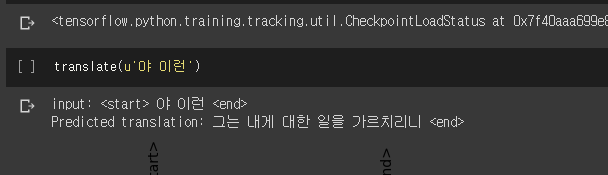 <tensorflow.python.training.tracking.util.CheckpointLoadStatus at 0x7f40aaa699e8
[ ] translate(u'야 이런')
input: <start> 야 이런 <end>
Predicted translation: 그는 내게 대한 일을 가르치리니 <end>
tart>
nd>